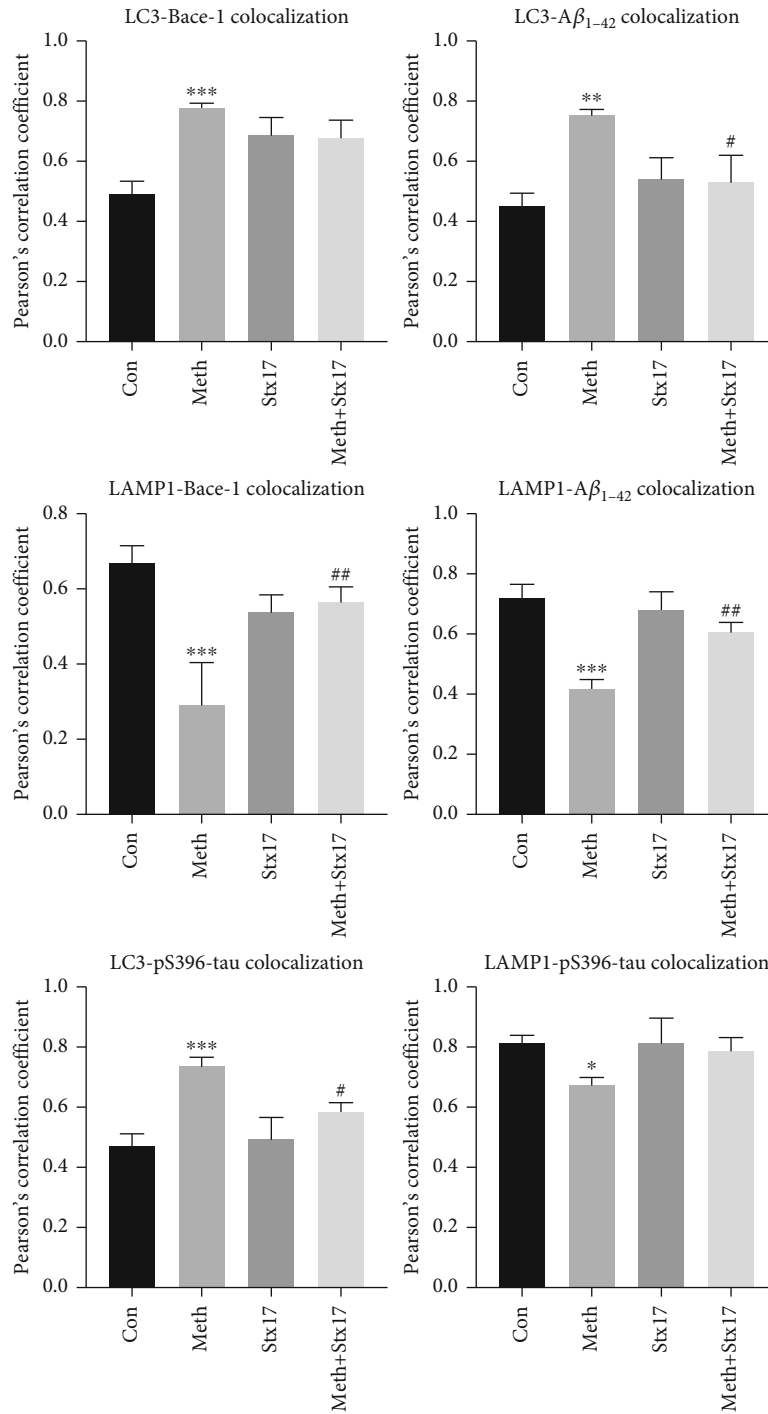 LC3-Bace-1 colocalization
Pearson's correlation coefficient
1.0
0.8
0.6
0.4
0.2
0.0
***
Con
Meth
Stx17
Meth+Stx17
LC3-Aβ1–42 colocalization
Pearson's correlation coefficient
1.0
0.8
0.6
0.4
0.2
0.0
**
#
Con
Meth
Stx17
Meth+Stx17
LAMP1-Bace-1 colocalization
Pearson's correlation coefficient
0.8
0.6
0.4
0.2
0.0
***
##
Con
Meth
Stx17
Meth+Stx17
LAMP1-Aβ1–42 colocalization
Pearson's correlation coefficient
1.0
0.8
0.6
0.4
0.2
0.0
***
##
Con
Meth
Stx17
Meth+Stx17
LC3-pS396-tau colocalization
Pearson's correlation coefficient
1.0
0.8
0.6
0.4
0.2
0.0
***
#
Con
Meth
Stx17
Meth+Stx17
LAMP1-pS396-tau colocalization
Pearson's correlation coefficient
1.0
0.8
0.6
0.4
0.2
0.0
*
Con
Meth
Stx17
Meth+Stx17